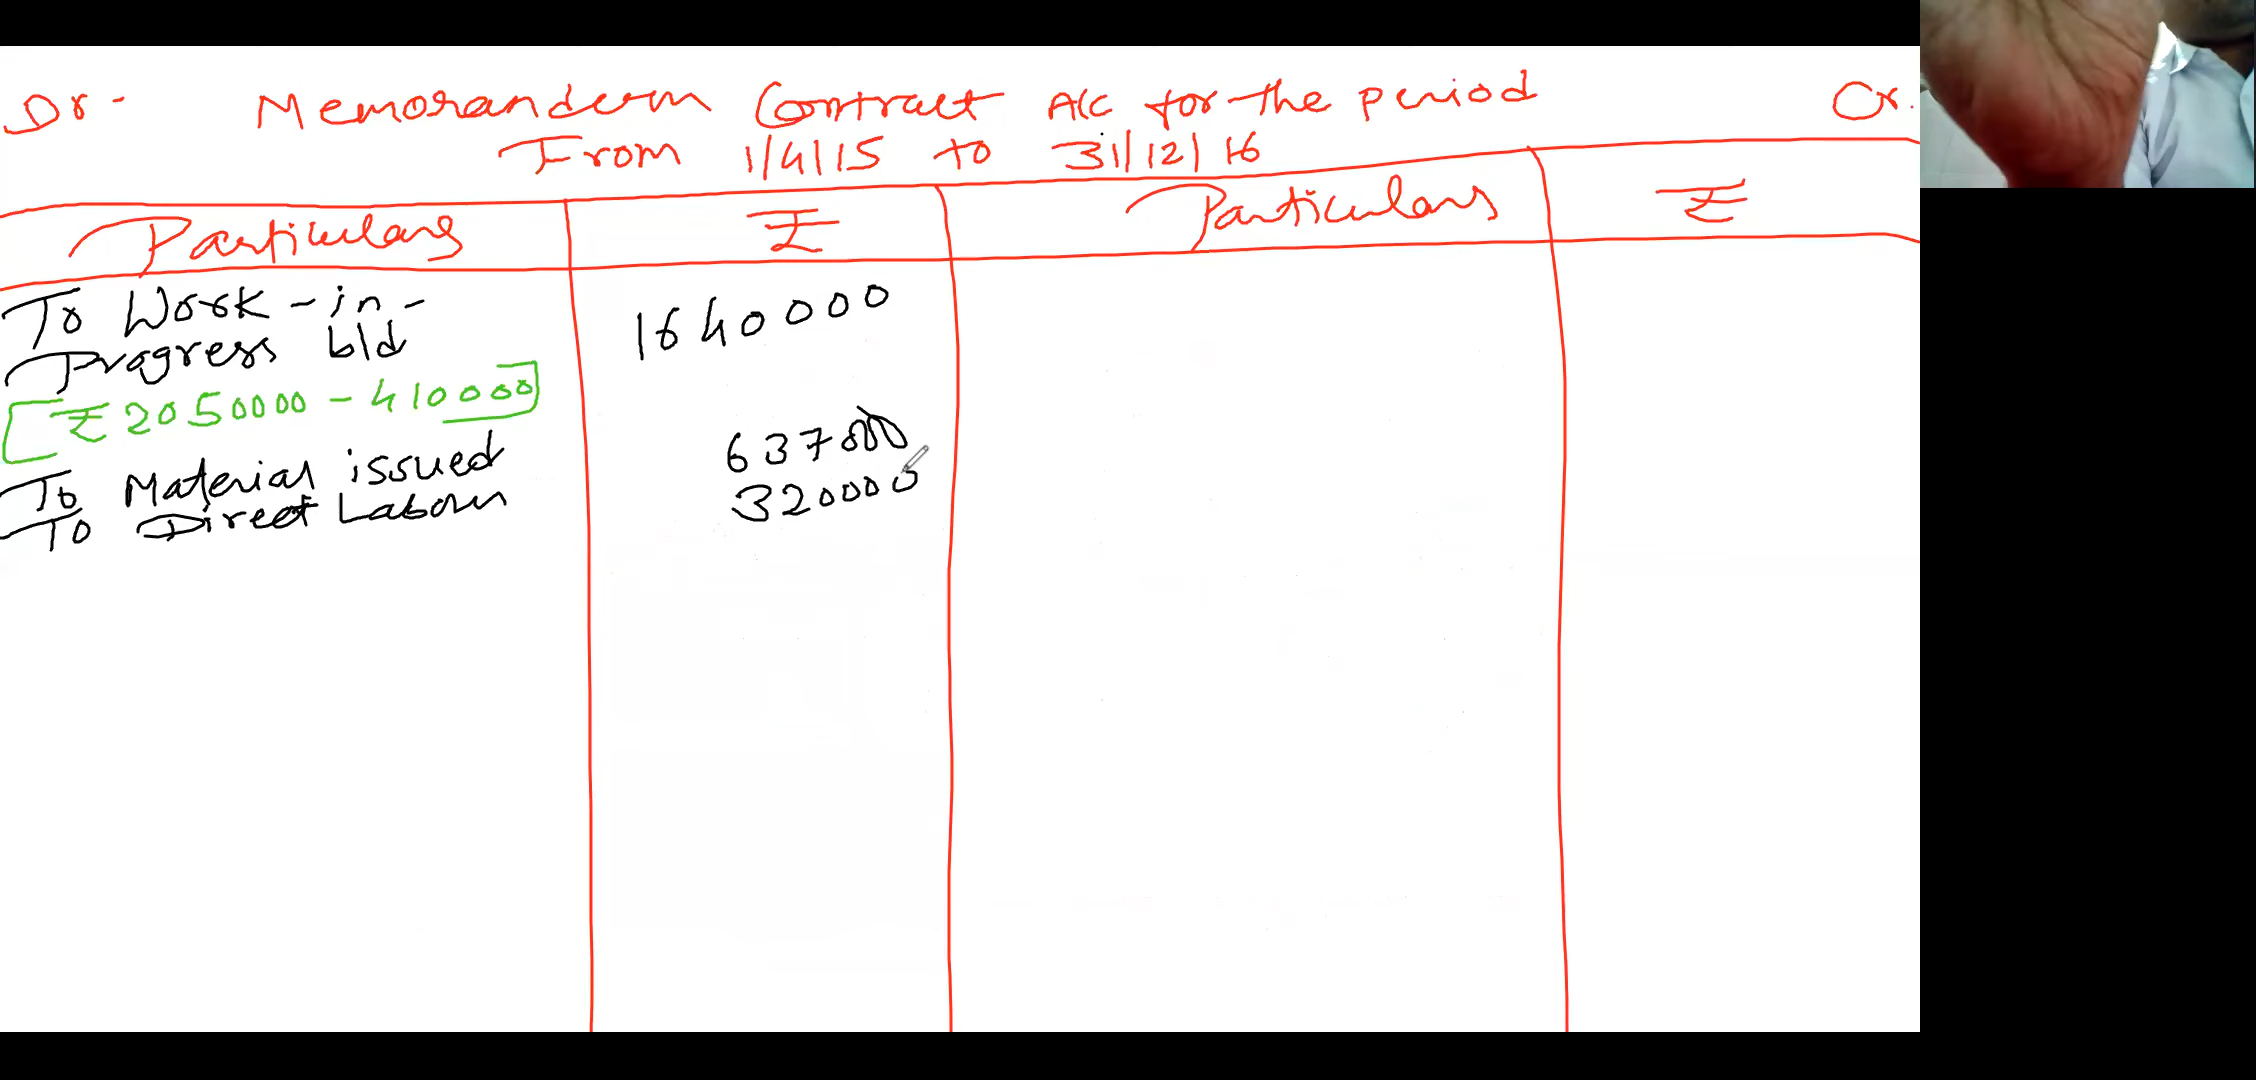 Dr. Memorandum Contract A/C for the period Cr.
From 1/4/15 to 31/12/16
Particulars ₹ Particulars ₹
To Work-in-
Progress b/d 1640000
[₹2050000 - 410000]
To Material issued 637000
To Direct Labour 320000